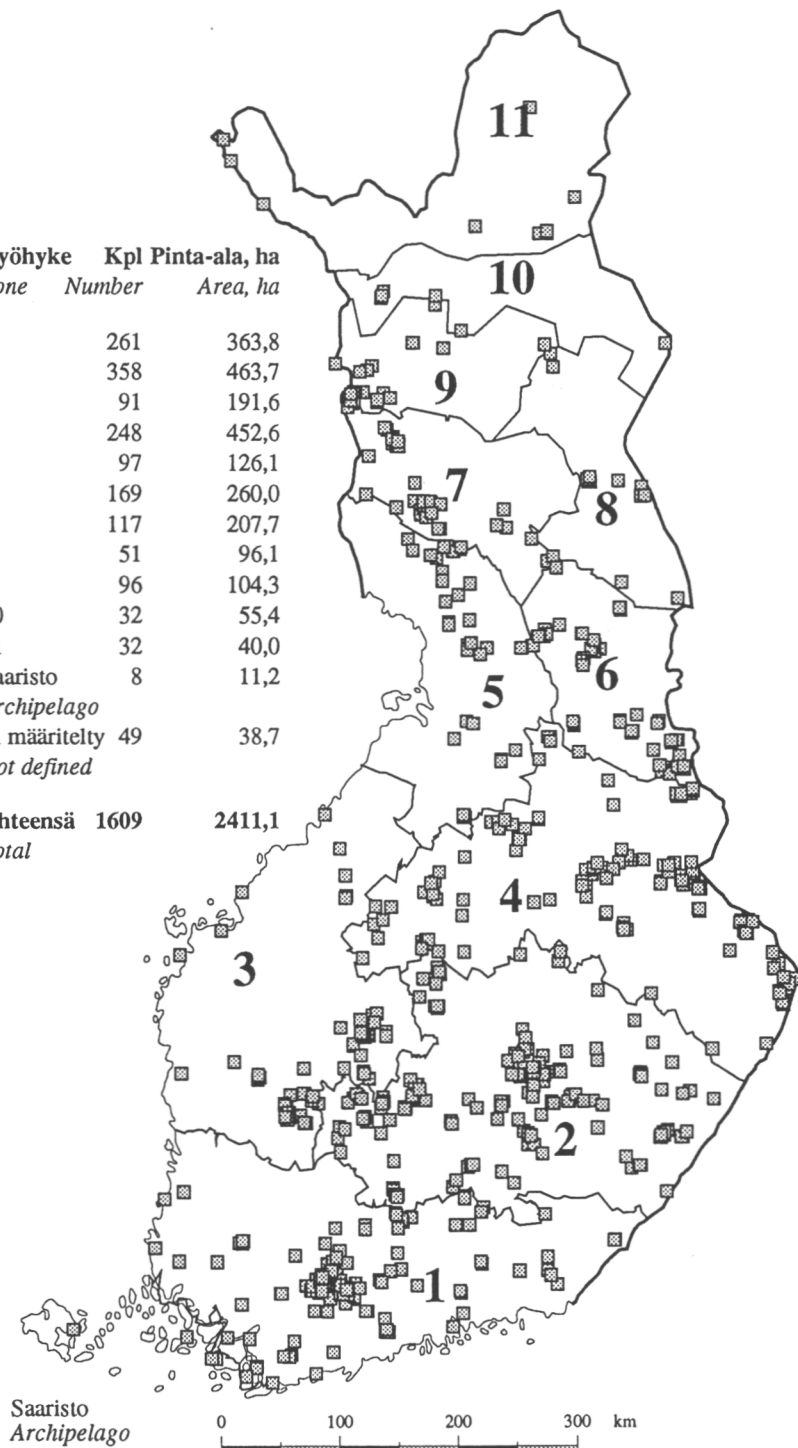 yöhyke Kpl Pinta-ala, ha
one Number Area, ha
261 363,8
358 463,7
91 191,6
248 452,6
97 126,1
169 260,0
117 207,7
51 96,1
96 104,3
32 55,4
32 40,0
aaristo 8 11,2
rchipelago
määritelty 49 38,7
ot defined
hteensä 1609 2411,1
otal
11
10
9
7
8
6
5
4
3
2
1
Saaristo
Archipelago
0 100 200 300 km